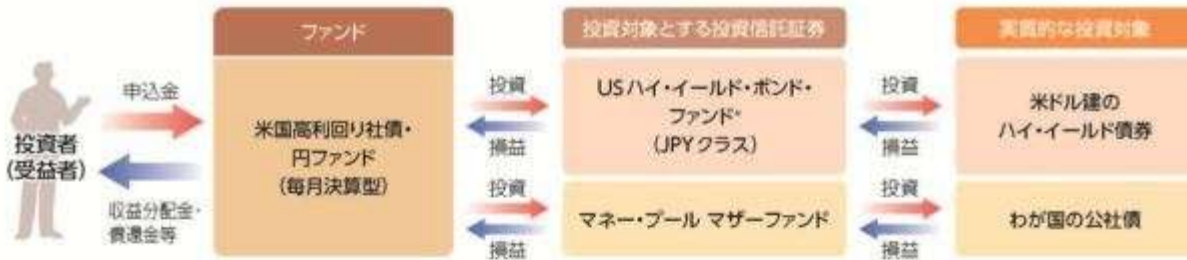 ファンド
投資対象とする投資信託証券
実質的な投資対象
申込金
投資者
(受益者)
収益分配金・
償還金等
米国高利回り社債・
円ファンド
(毎月決算型)
投資
損益
投資
損益
USハイ・イールド・ボンド・
ファンド*
(JPYクラス)
マネー・プール マザーファンド
投資
損益
投資
損益
米ドル建の
ハイ・イールド債券
わが国の公社債